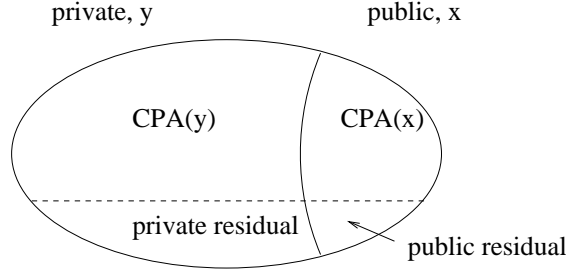 private, y
public, x
CPA(y)
CPA(x)
private residual
public residual